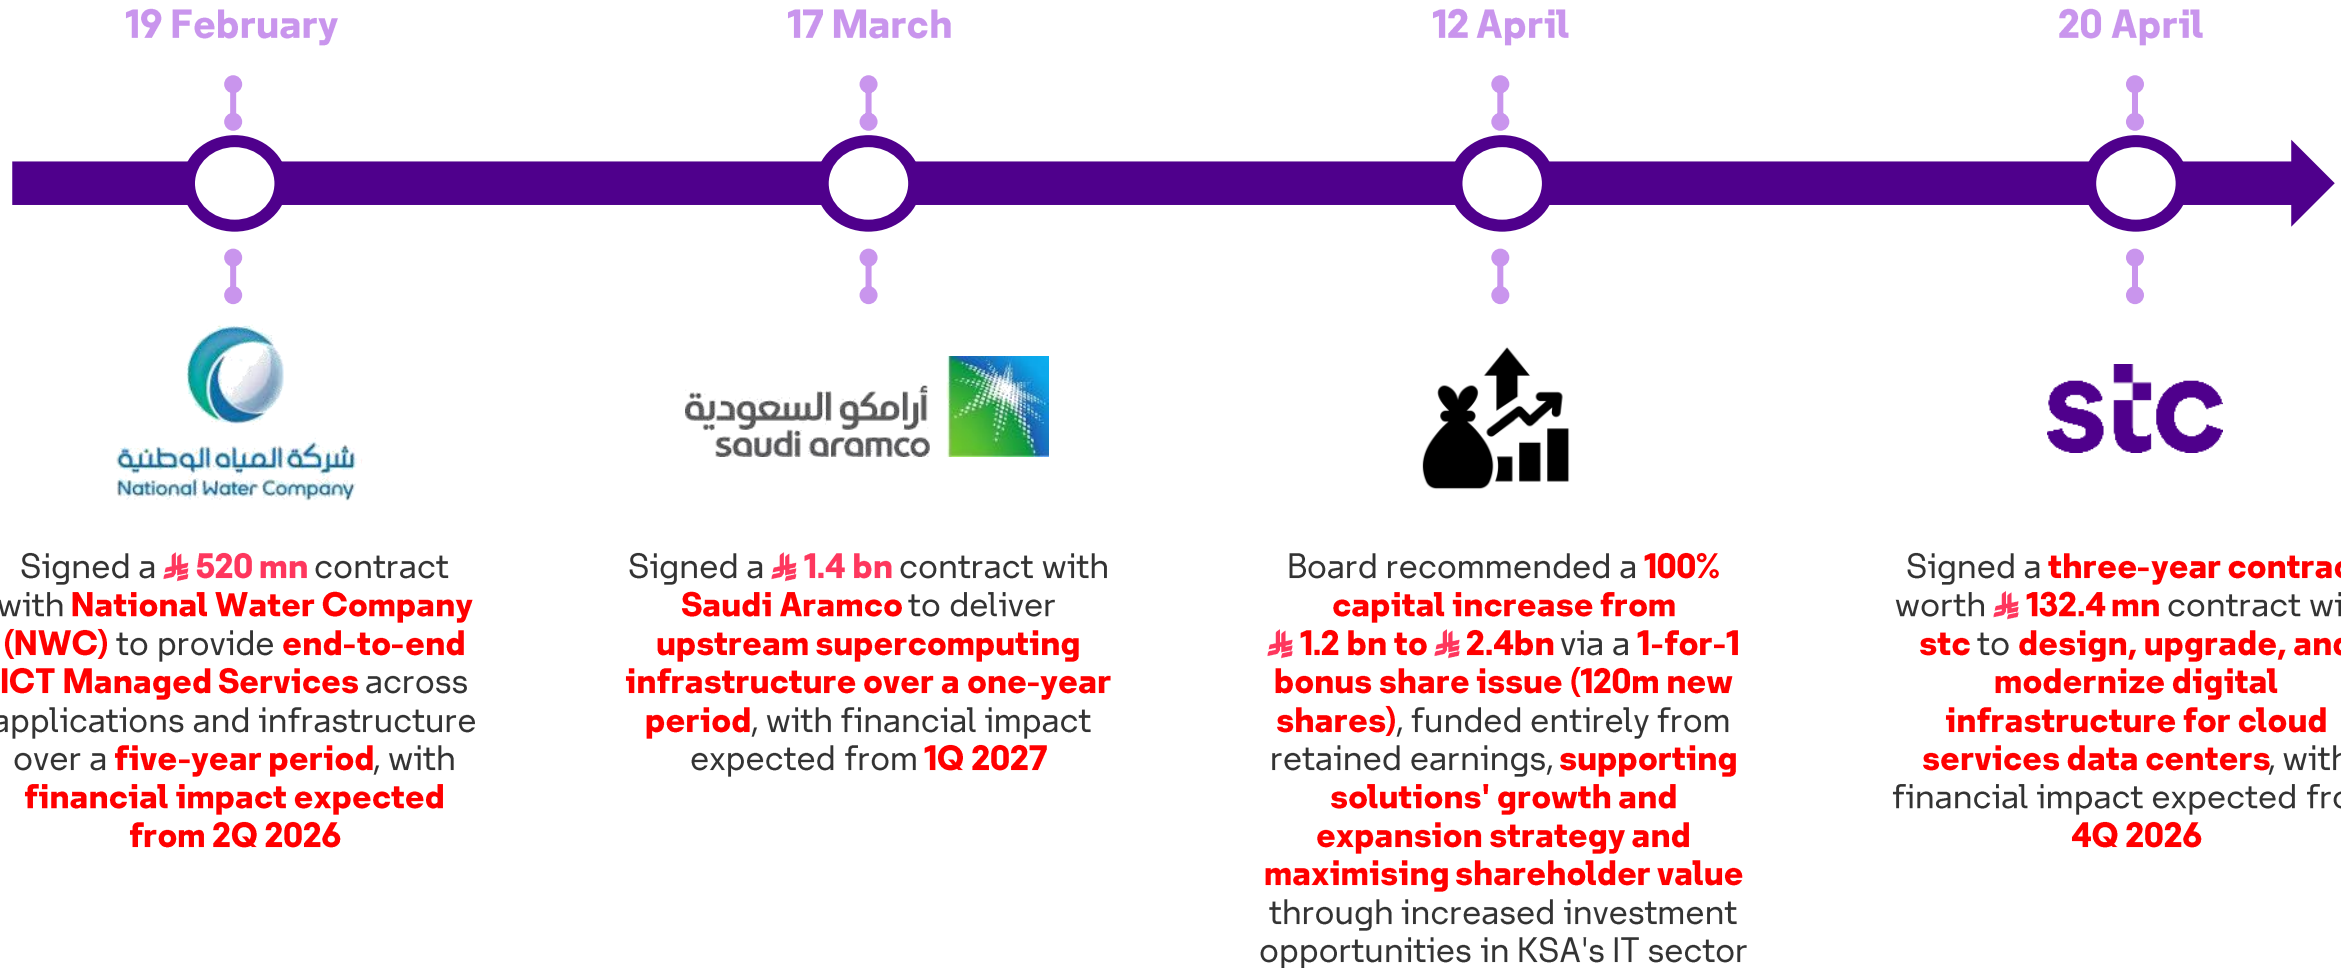 19 February
17 March
12 April
20 April
شركة المياه الوطنية
National Water Company
أرامكو السعودية
saudi aramco
stc
Signed a 520 mn contract
with National Water Company
(NWC) to provide end-to-end
ICT Managed Services across
applications and infrastructure
over a five-year period, with
financial impact expected
from 2Q 2026
Signed a 1.4 bn contract with
Saudi Aramco to deliver
upstream supercomputing
infrastructure over a one-year
period, with financial impact
expected from 1Q 2027
Board recommended a 100%
capital increase from
1.2 bn to 2.4bn via a 1-for-1
bonus share issue (120m new
shares), funded entirely from
retained earnings, supporting
solutions' growth and
expansion strategy and
maximising shareholder value
through increased investment
opportunities in KSA's IT sector
Signed a three-year contrac
worth 132.4 mn contract wi
stc to design, upgrade, and
modernize digital
infrastructure for cloud
services data centers, with
financial impact expected fro
4Q 2026